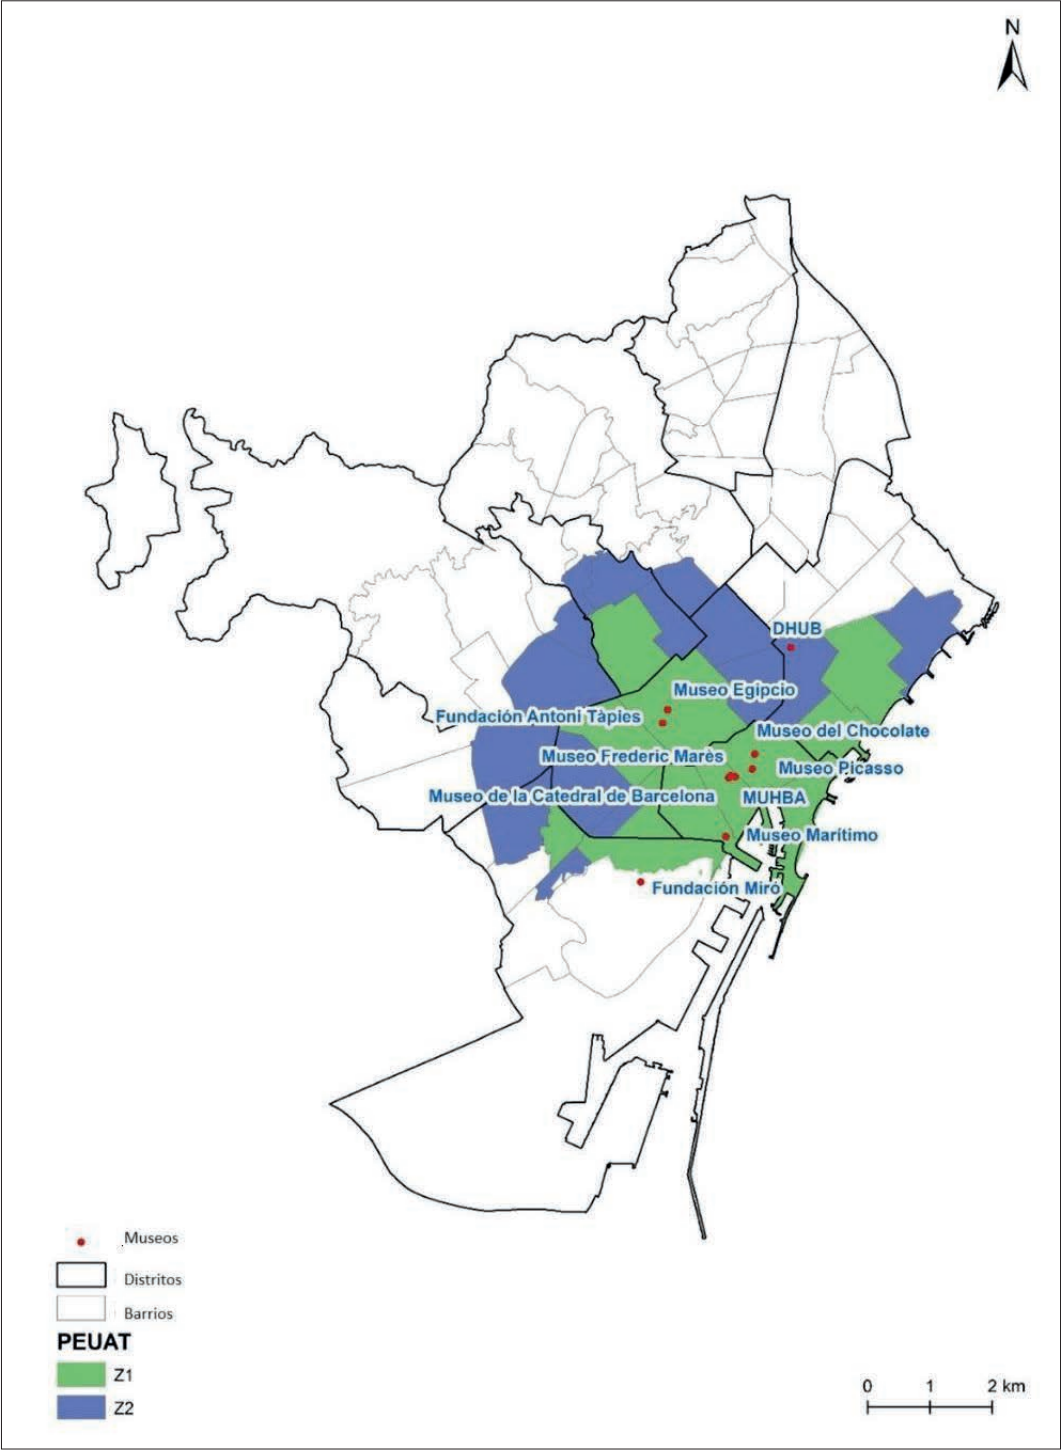 N
DHUB
Museo Egipcio
Fundación Antoni Tàpies
Museo del Chocolate
Museo Frederic Marès
Museo Picasso
Museo de la Catedral de Barcelona
MUHBA
Museo Marítimo
Fundación Miró
.Museos
Distritos
Barrios
PEUAT
Z1
Z2
0 1 2 km